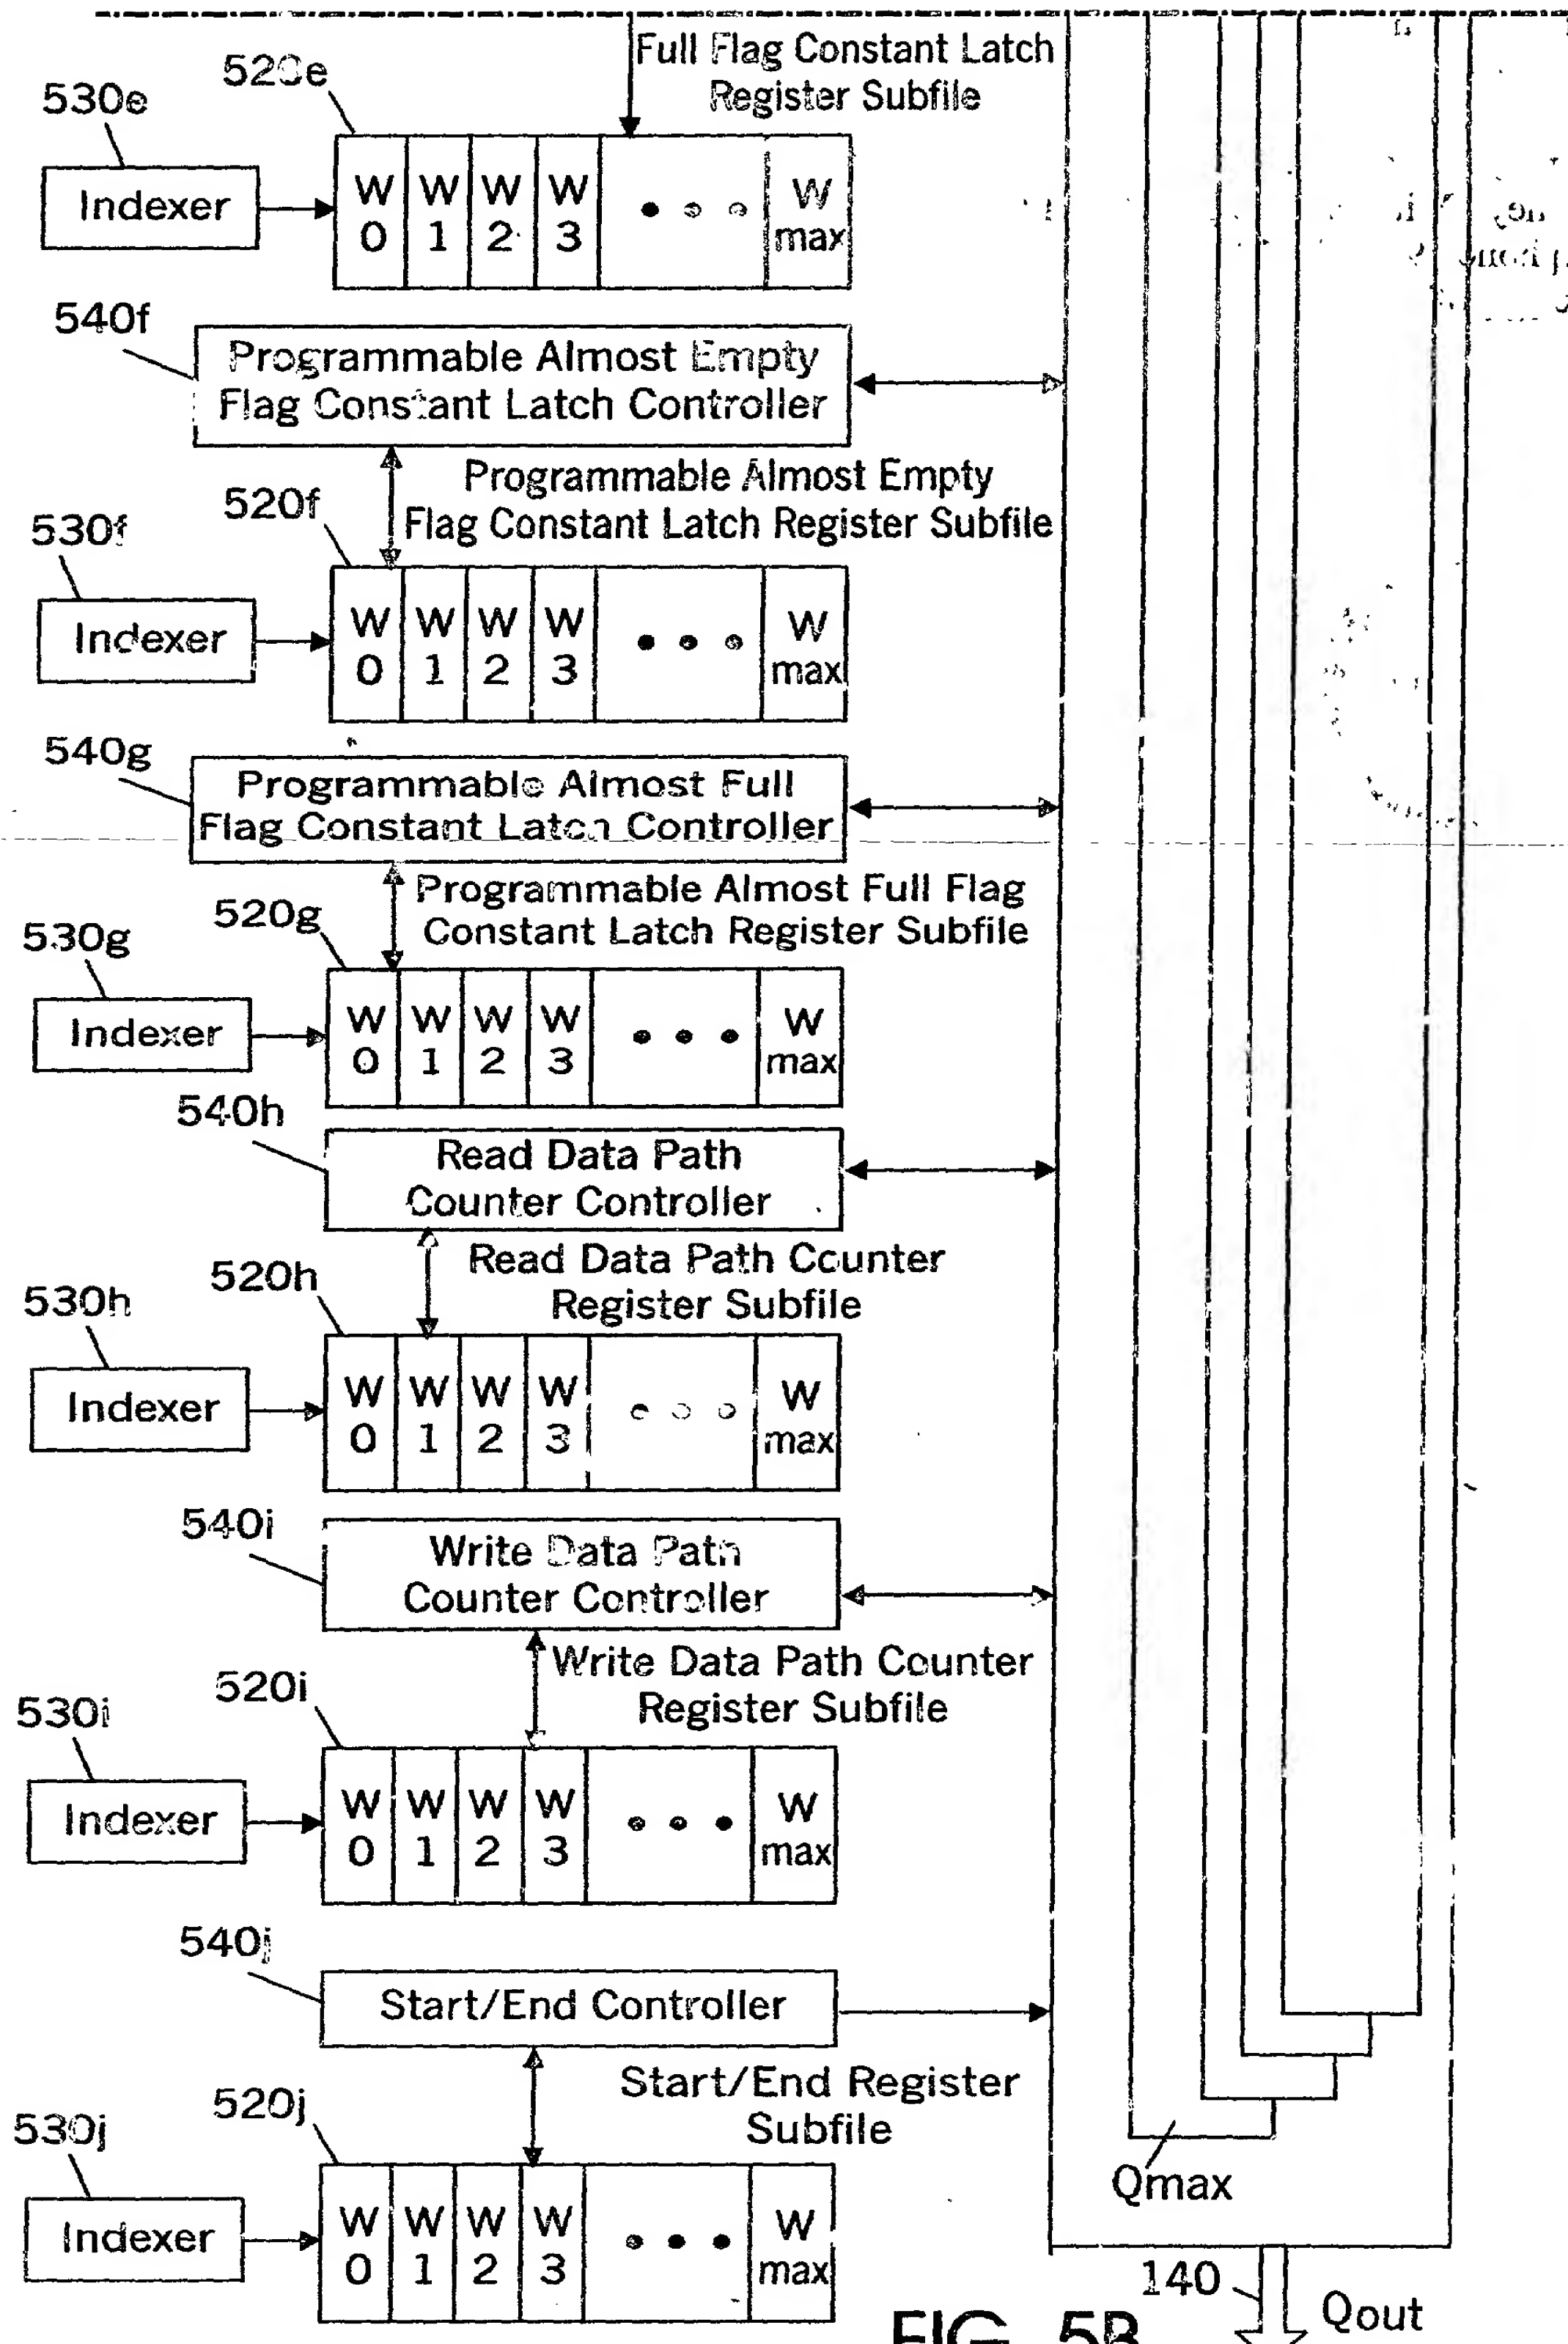 Full Flag Constant Latch
Register Subfile
520e
530e
Indexer
W W W W W
0 1 2 3 max
540f
Programmable Almost Empty
Flag Constant Latch Controller
Programmable Almost Empty
Flag Constant Latch Register Subfile
520f
530f
Indexer
W W W W W
0 1 2 3 max
540g
Programmable Almost Full
Flag Constant Latch Controller
Programmable Almost Full Flag
Constant Latch Register Subfile
520g
530g
Indexer
W W W W W
0 1 2 3 max
540h
Read Data Path
Counter Controller
Read Data Path Counter
Register Subfile
520h
530h
Indexer
W W W W W
0 1 2 3 max
540i
Write Data Path
Counter Controller
Write Data Path Counter
Register Subfile
520i
530i
Indexer
W W W W W
0 1 2 3 max
540j
Start/End Controller
Start/End Register
Subfile
520j
530j
Indexer
W W W W W
0 1 2 3 max
Qmax
140
Qout
FIG. 5B